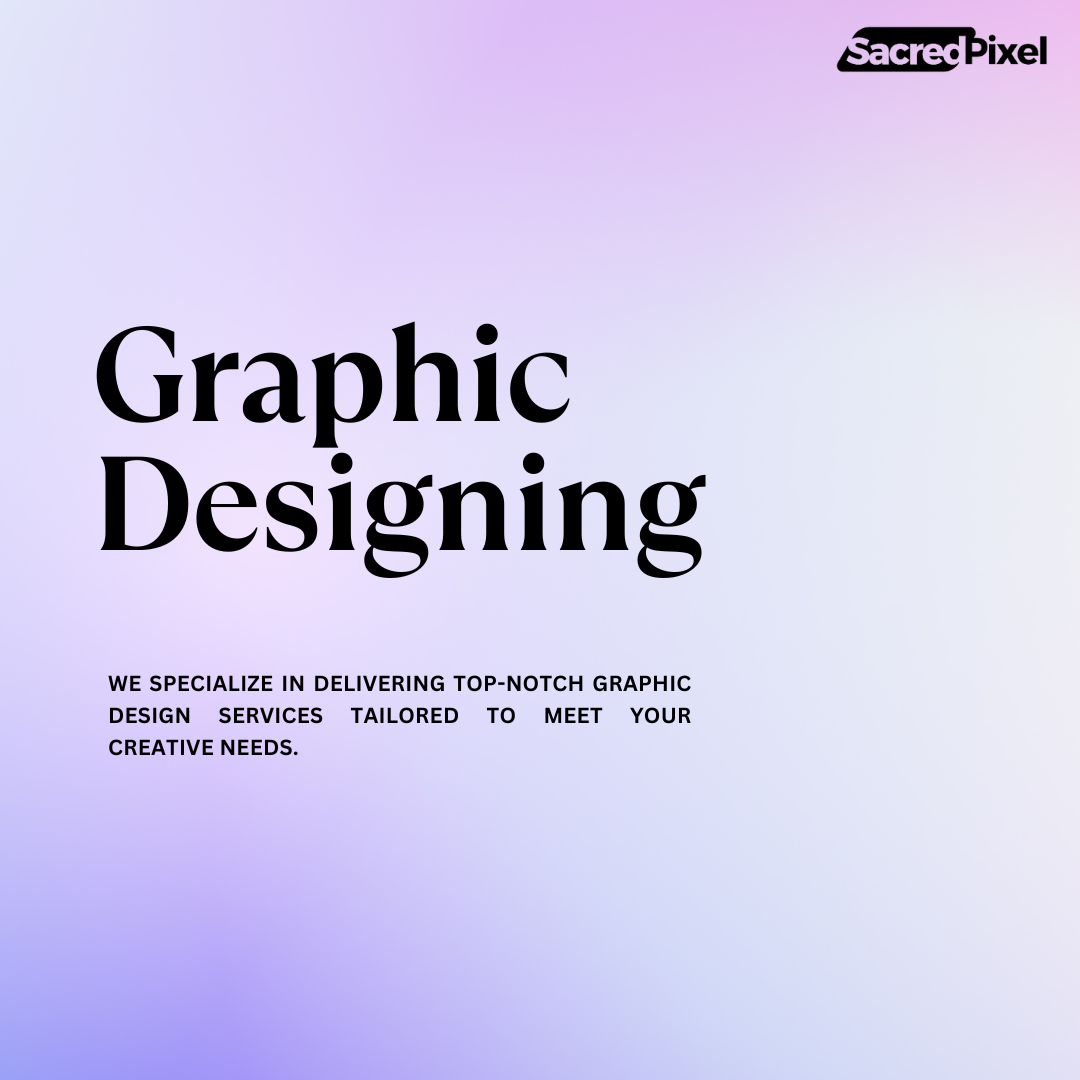 SacredPixel
Graphic
Designing
WE SPECIALIZE IN DELIVERING TOP-NOTCH GRAPHIC
DESIGN SERVICES TAILORED TO MEET YOUR
CREATIVE NEEDS.